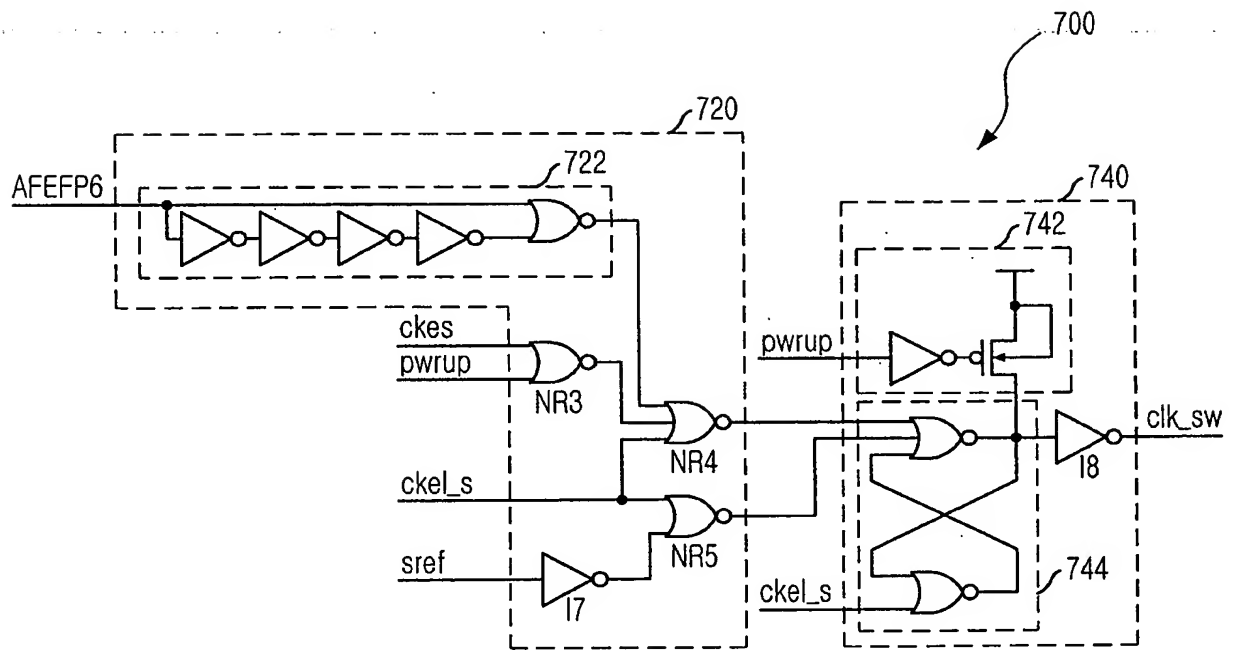 700
720
722
AFEFP6
740
742
ckes
pwrup
NR3
pwrup
NR4
clk_sw
I8
ckel_s
NR5
sref
I7
ckel_s
744